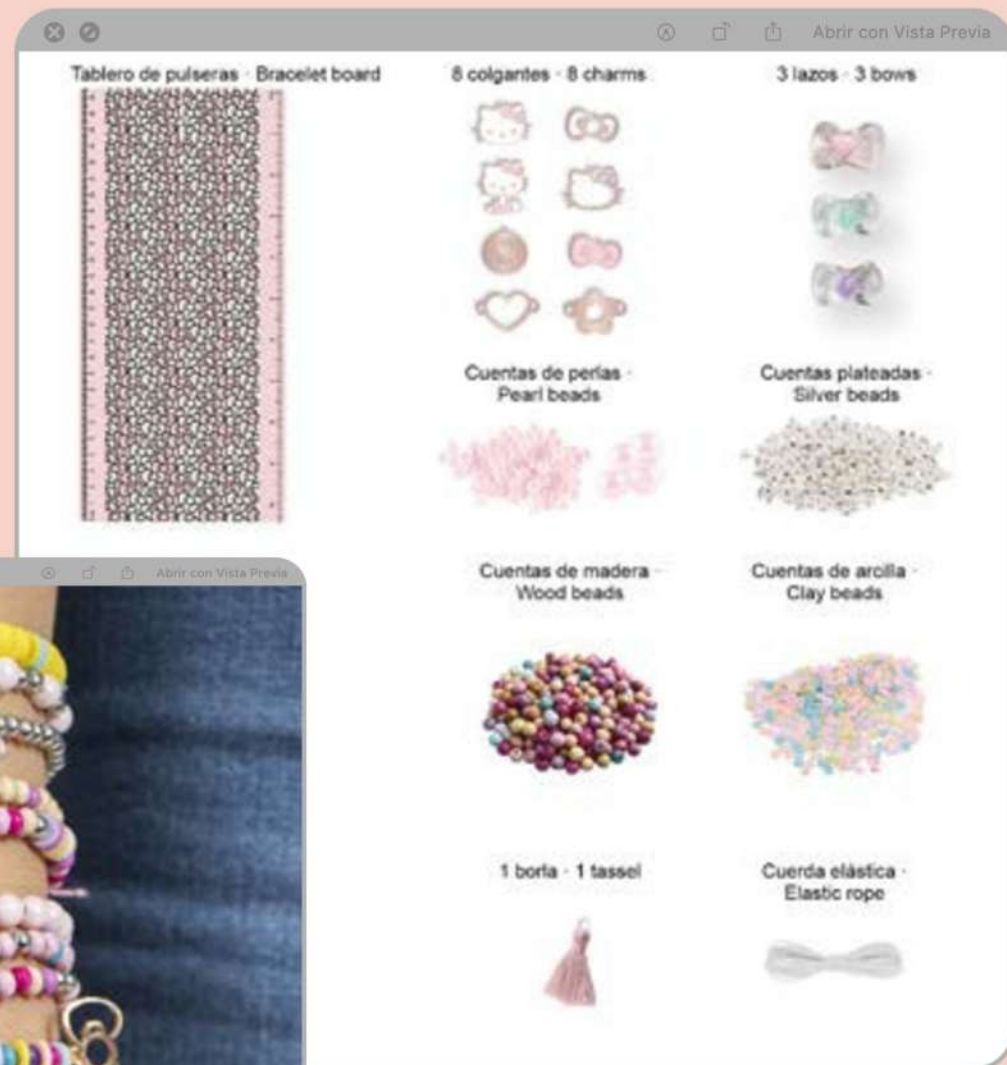 Abrir con Vista Previa
Tablero de pulseras · Bracelet board
8 colgantes · 8 charms
3 lazos · 3 bows
Cuentas de perlas ·
Pearl beads
Cuentas plateadas ·
Silver beads
Abrir con Vista Previa
Cuentas de madera ·
Wood beads
Cuentas de arcilla ·
Clay beads
1 borla · 1 tassel
Cuerda elástica ·
Elastic rope